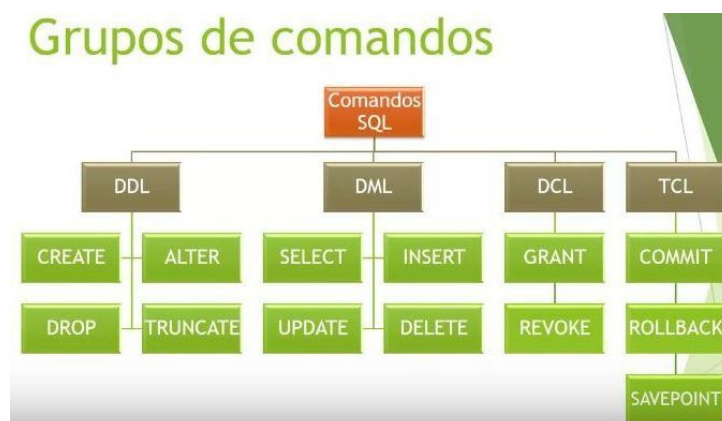 Grupos de comandos
Comandos
SQL
DDL
DML
DCL
TCL
CREATE
ALTER
SELECT
INSERT
GRANT
COMMIT
DROP
TRUNCATE
UPDATE
DELETE
REVOKE
ROLLBACK
SAVEPOINT